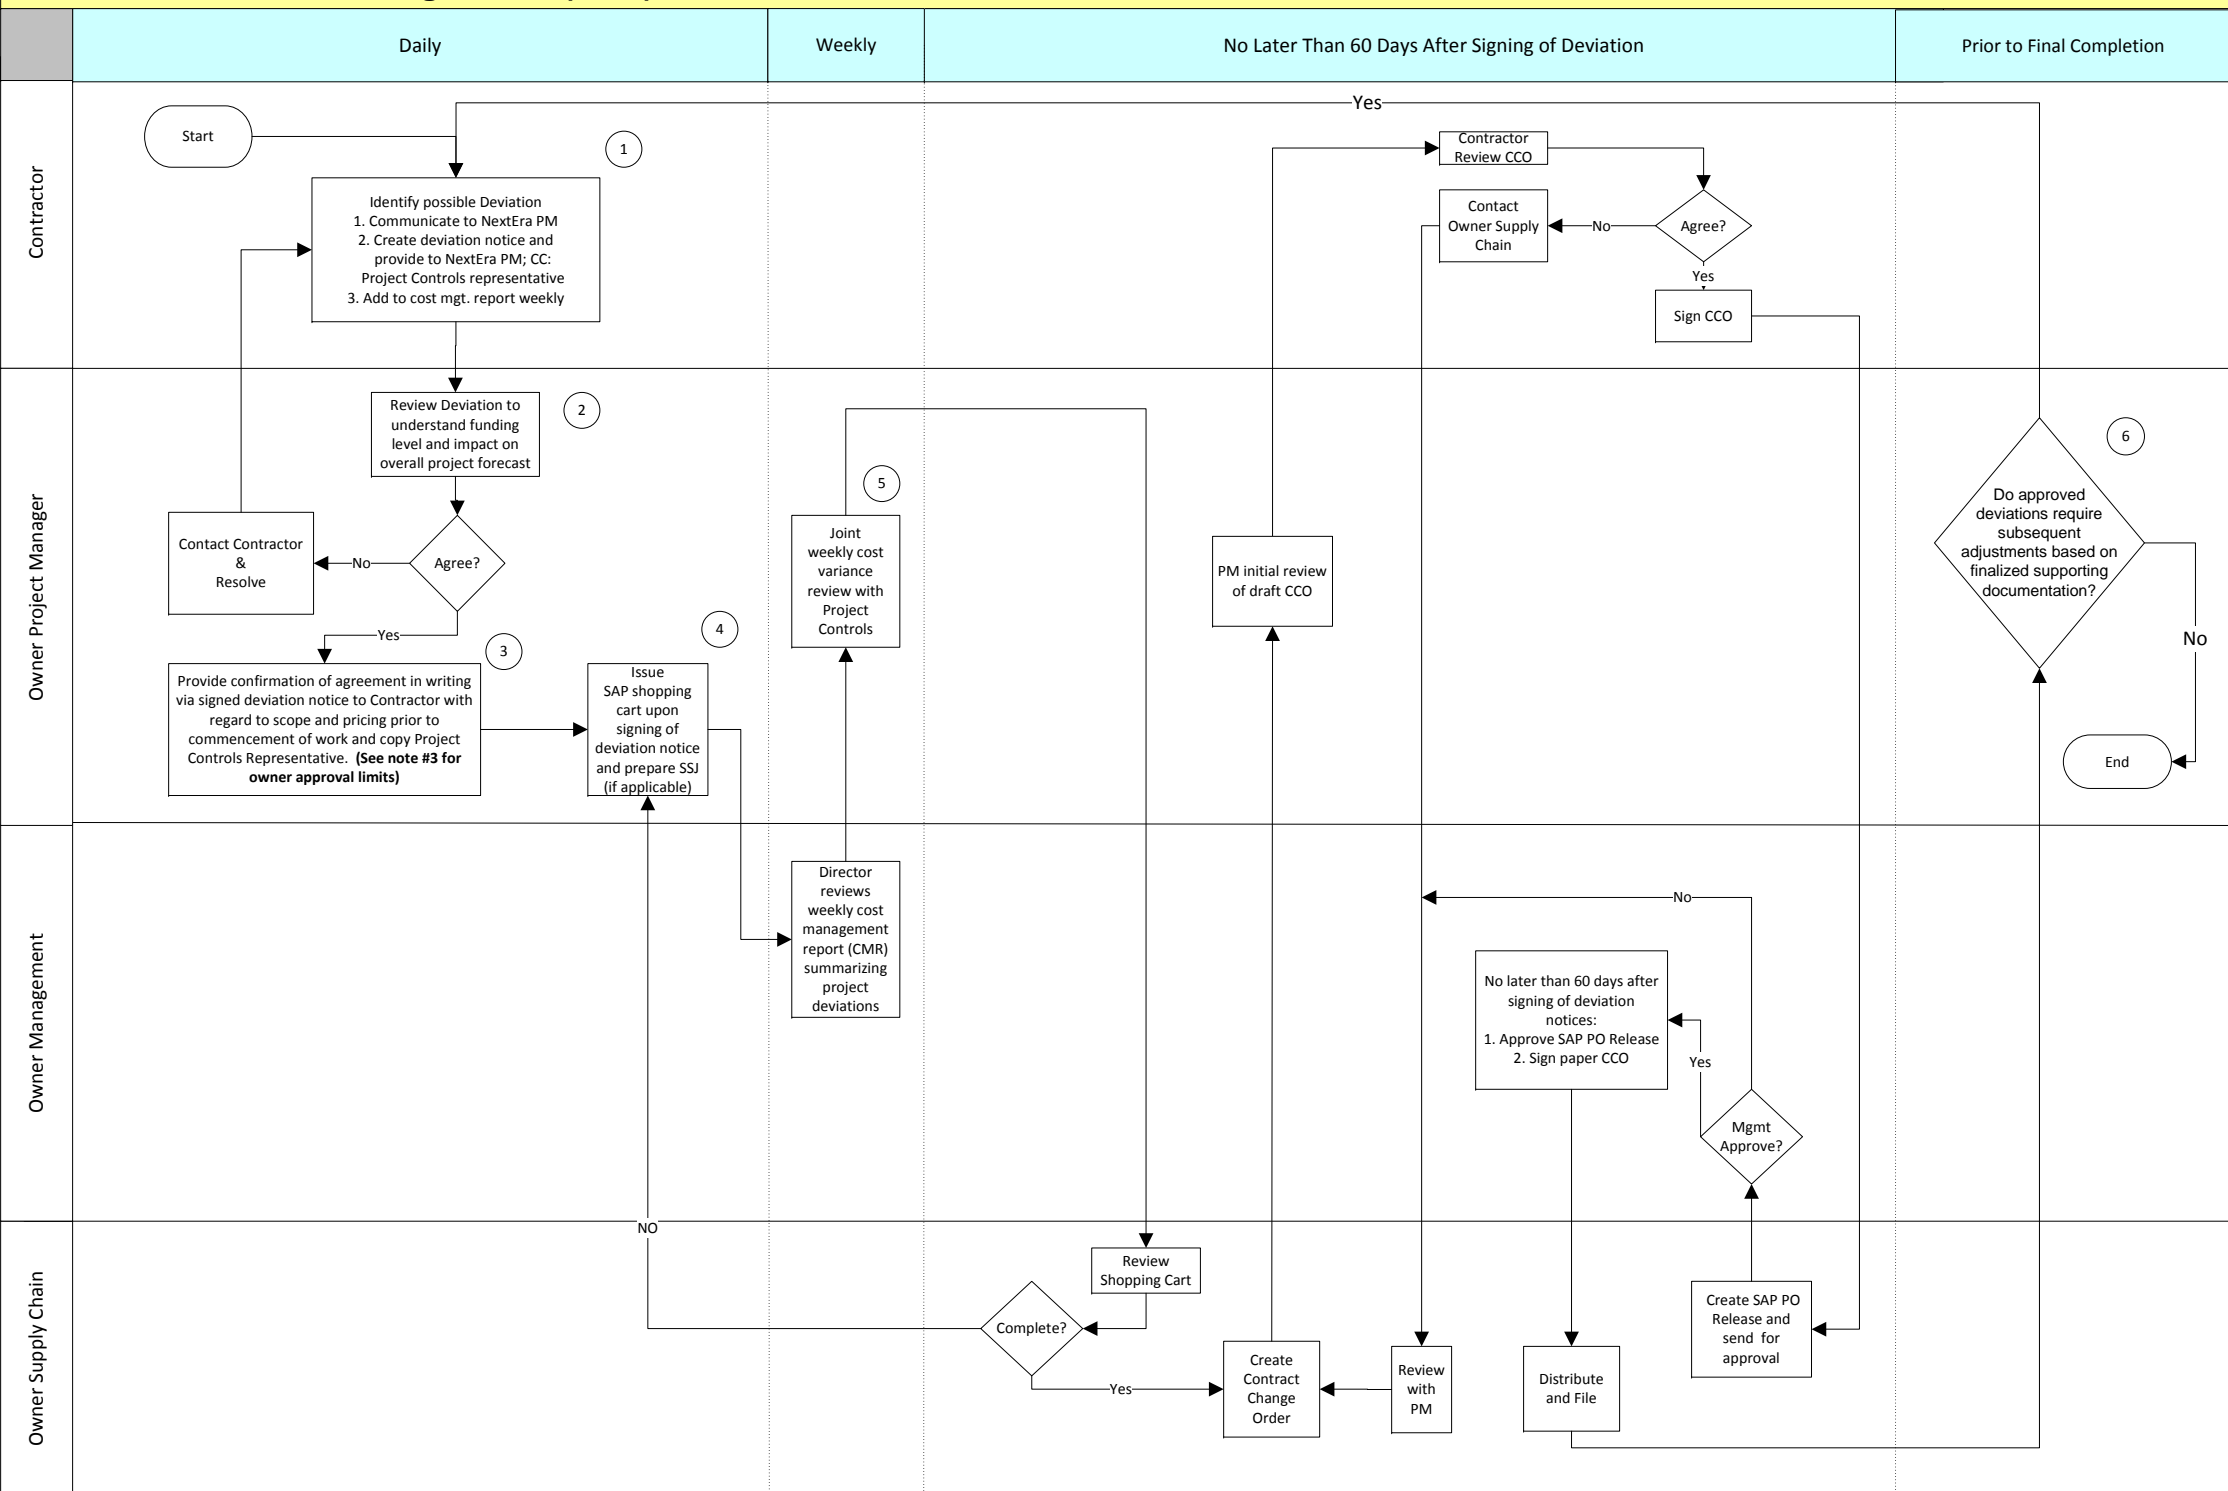 Daily
Weekly
No Later Than 60 Days After Signing of Deviation
Prior to Final Completion
Contractor
Start
1
Identify possible Deviation
1. Communicate to NextEra PM
2. Create deviation notice and
provide to NextEra PM; CC:
Project Controls representative
3. Add to cost mgt. report weekly
Yes
Contractor
Review CCO
Contact
Owner Supply
Chain
No
Agree?
Yes
Sign CCO
Owner Project Manager
Review Deviation to
understand funding
level and impact on
overall project forecast
2
Contact Contractor
&
Resolve
No
Agree?
Yes
3
Provide confirmation of agreement in writing
via signed deviation notice to Contractor with
regard to scope and pricing prior to
commencement of work and copy Project
Controls Representative. (See note #3 for
owner approval limits)
4
Issue
SAP shopping
cart upon
signing of
deviation notice
and prepare SSJ
(if applicable)
5
Joint
weekly cost
variance
review with
Project
Controls
PM initial review
of draft CCO
6
Do approved
deviations require
subsequent
adjustments based on
finalized supporting
documentation?
No
End
Owner Management
Director
reviews
weekly cost
management
report (CMR)
summarizing
project
deviations
No
No later than 60 days after
signing of deviation
notices:
1. Approve SAP PO Release
2. Sign paper CCO
Yes
Mgmt
Approve?
Owner Supply Chain
NO
Review
Shopping Cart
Complete?
Yes
Create
Contract
Change
Order
Review
with
PM
Distribute
and File
Create SAP PO
Release and
send for
approval